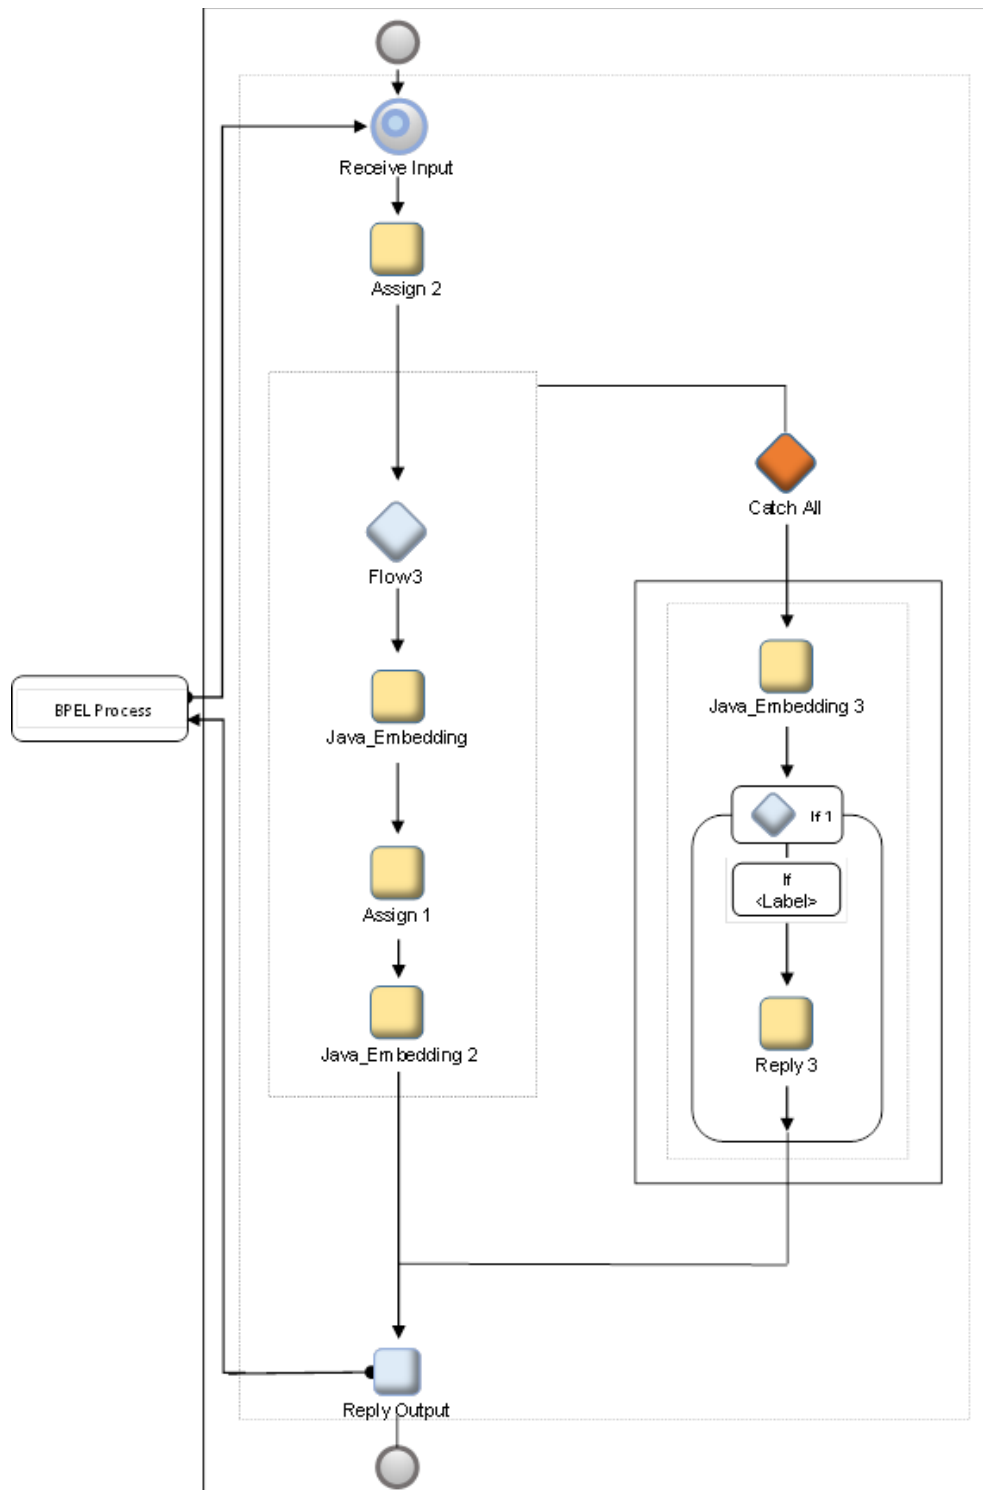 Receive Input
Assign 2
Catch All
Flow3
Java_Embedding 3
BPEL Process
Java_Embedding
If 1
If
<Label>
Assign 1
Java_Embedding 2
Reply 3
Reply Output